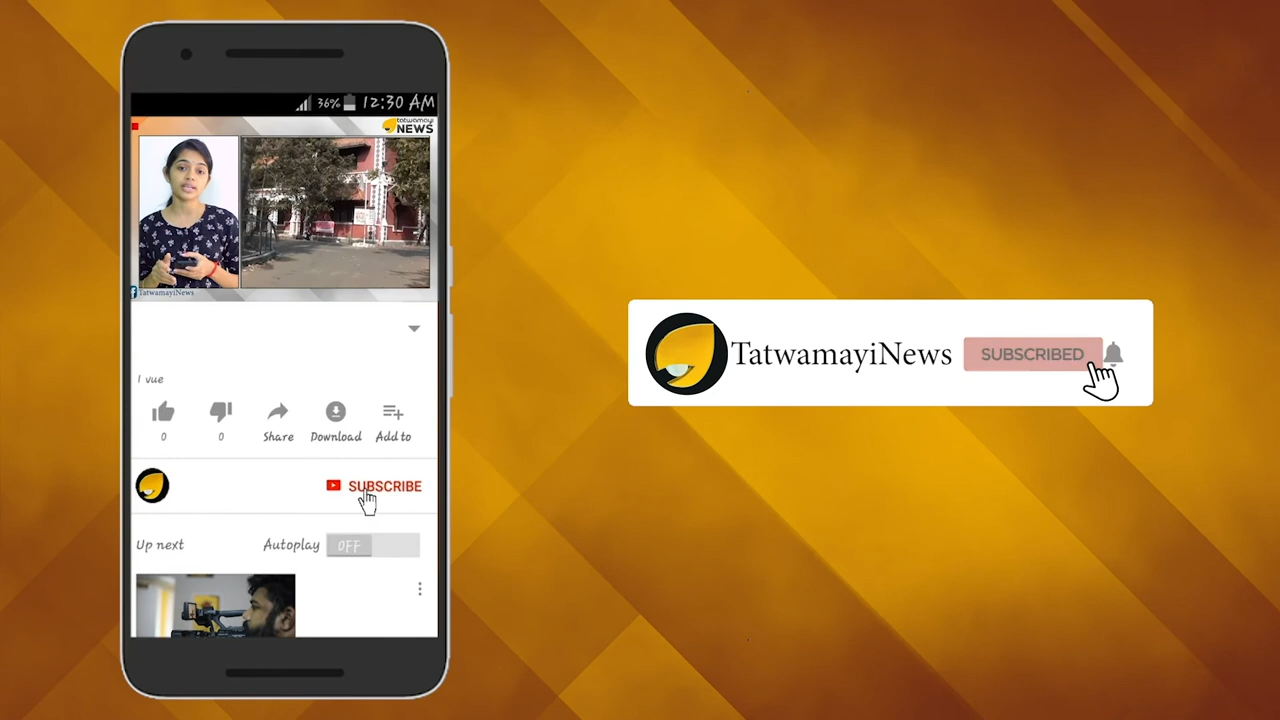 36% 12:30 AM
tatwamayi
NEWS
TatwamayiNews
1 vue
0 0 Share Download Add to
SUBSCRIBE
Up next Autoplay OFF
TatwamayiNews SUBSCRIBED